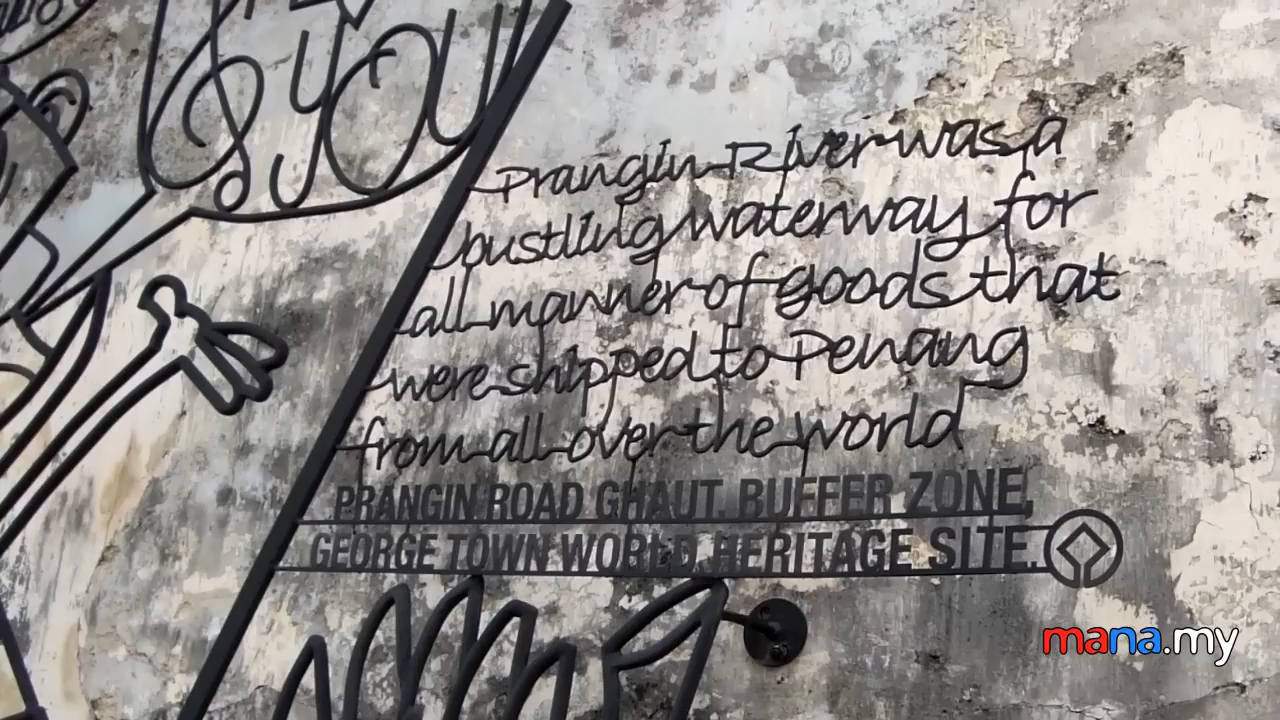 & you
Prangin River was a
bustling waterway for
all manner of goods that
were shipped to Penang
from all over the world
PRANGIN ROAD GHAUT, BUFFER ZONE,
GEORGE TOWN WORLD HERITAGE SITE.
mana.my